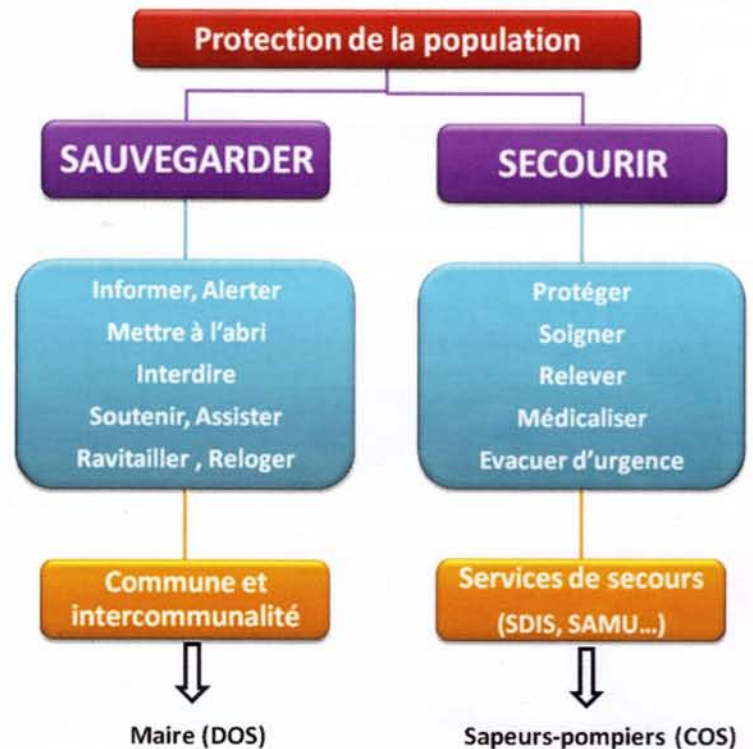 Protection de la population
SAUVEGARDER
Informer, Alerter
Mettre à l'abri
Interdire
Soutenir, Assister
Ravitailler , Reloger
Commune et
intercommunalité
Maire (DOS)
SECOURIR
Protéger
Soigner
Relever
Médicaliser
Evacuer d'urgence
Services de secours
(SDIS, SAMU...)
Sapeurs-pompiers (COS)